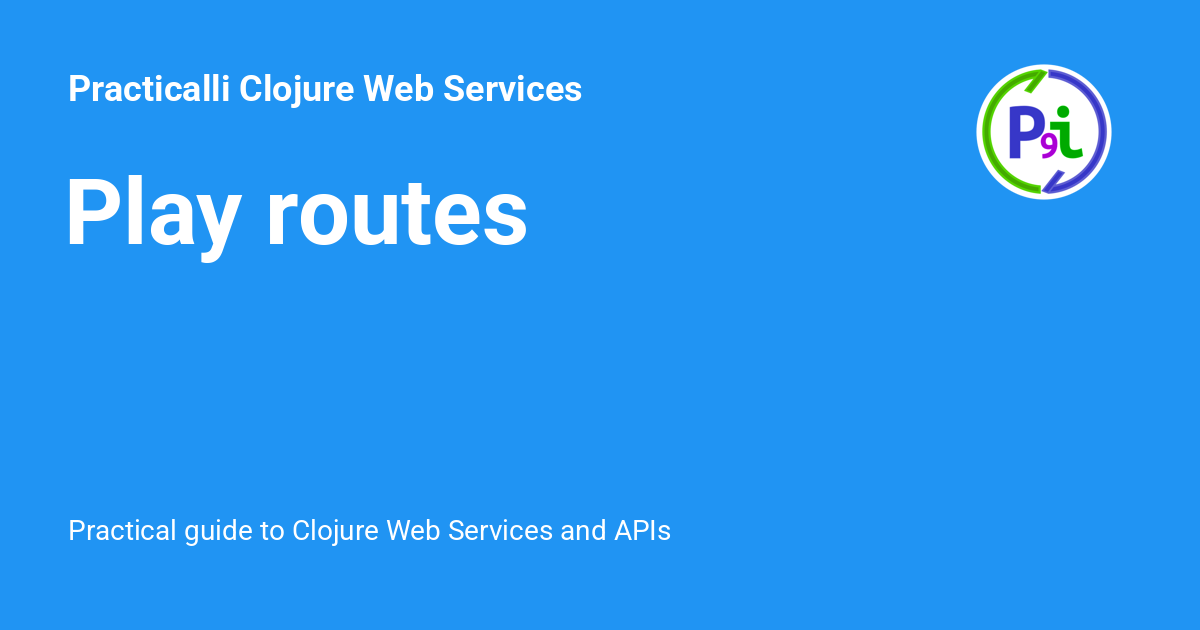 Practicalli Clojure Web Services
P9i
Play routes
Practical guide to Clojure Web Services and APIs